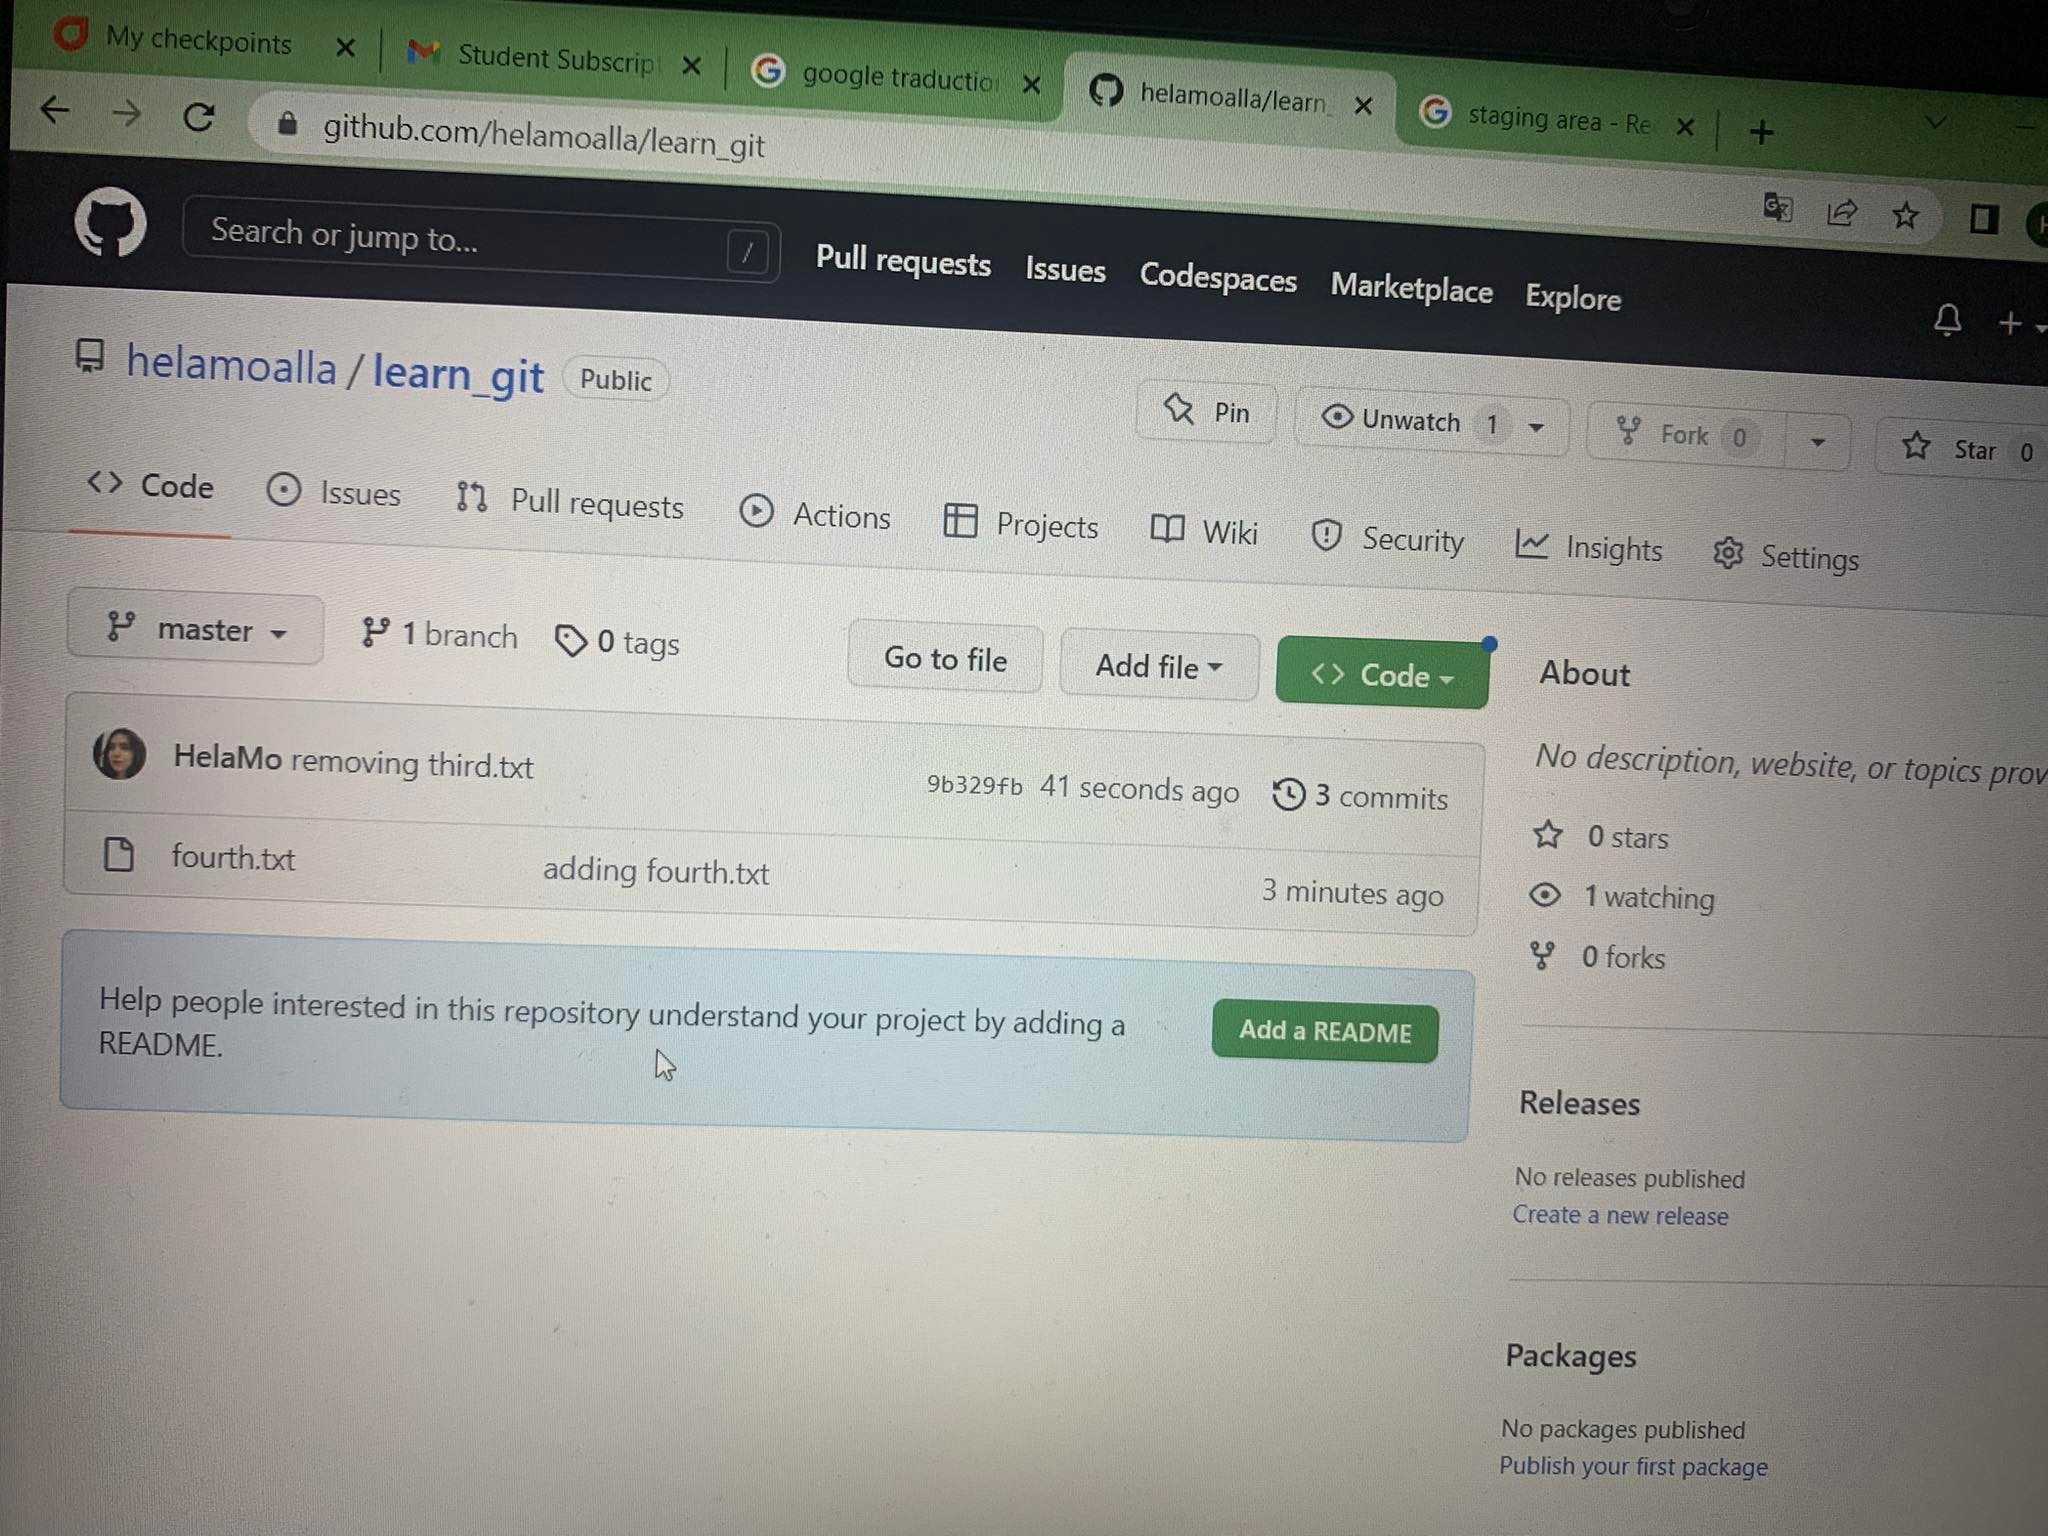 My checkpoints
Student Subscript
google traduction
helamoalla/learn_
staging area - Re
github.com/helamoalla/learn_git
Search or jump to...
/
Pull requests
Issues
Codespaces
Marketplace
Explore
helamoalla / learn_git
Public
Pin
Unwatch 1
Fork 0
Star 0
Code
Issues
Pull requests
Actions
Projects
Wiki
Security
Insights
Settings
master
1 branch
0 tags
Go to file
Add file
Code
About
HelaMo removing third.txt
9b329fb 41 seconds ago
3 commits
No description, website, or topics prov
fourth.txt
adding fourth.txt
3 minutes ago
0 stars
1 watching
0 forks
Help people interested in this repository understand your project by adding a
README.
Add a README
Releases
No releases published
Create a new release
Packages
No packages published
Publish your first package